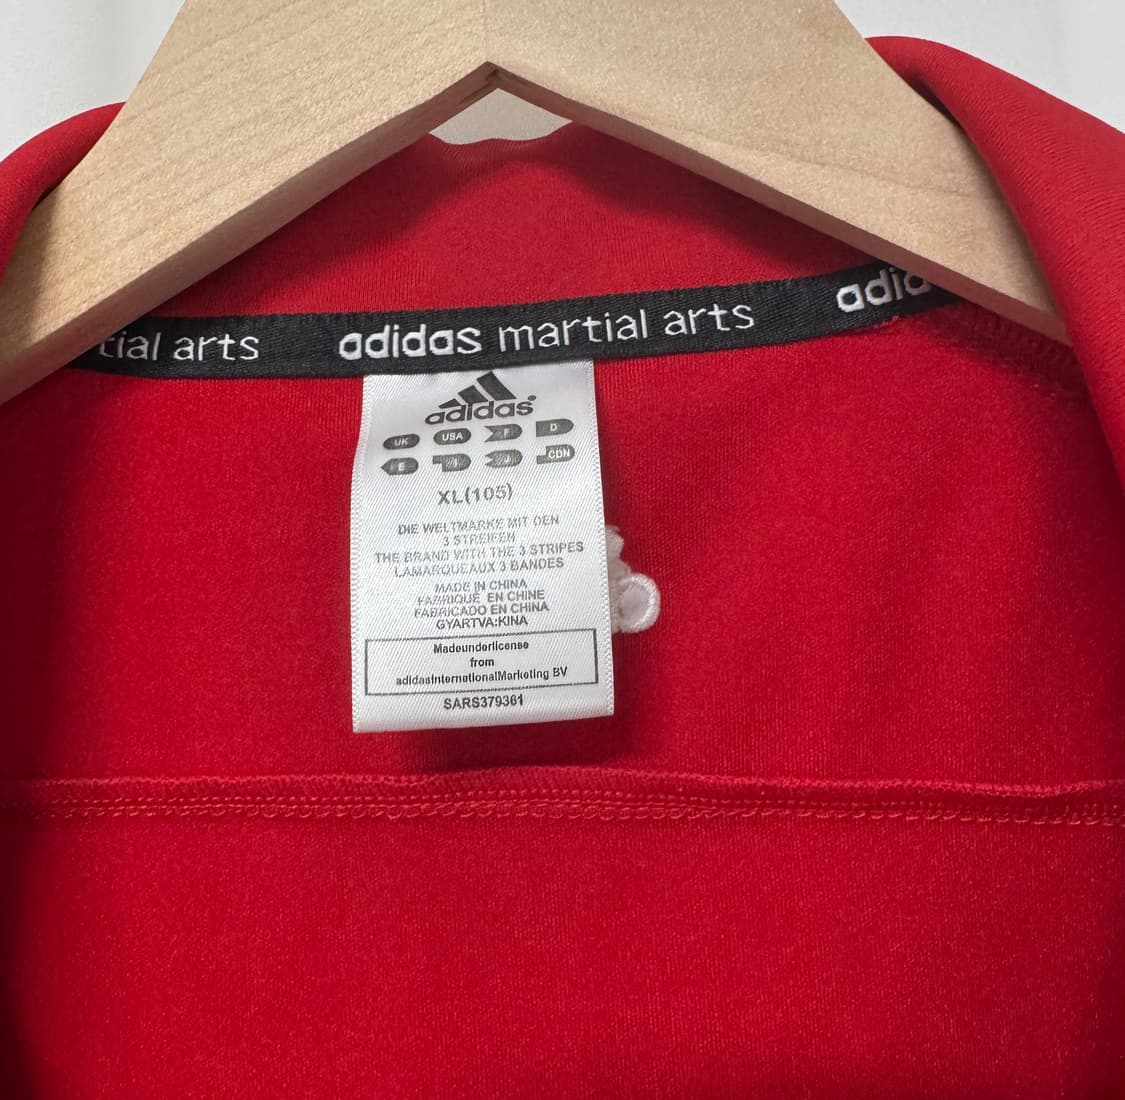 tial arts adidas martial arts adid
adidas
UK USA F D
E I J CDN
XL(105)
DIE WELTMARKE MIT DEN
3 STREIFEN
THE BRAND WITH THE 3 STRIPES
LAMARQUEAUX 3 BANDES
MADE IN CHINA
FABRIQUÉ EN CHINE
FABRICADO EN CHINA
GYARTVA:KINA
Madeunderlicense
from
adidasInternationalMarketing BV
SARS379361